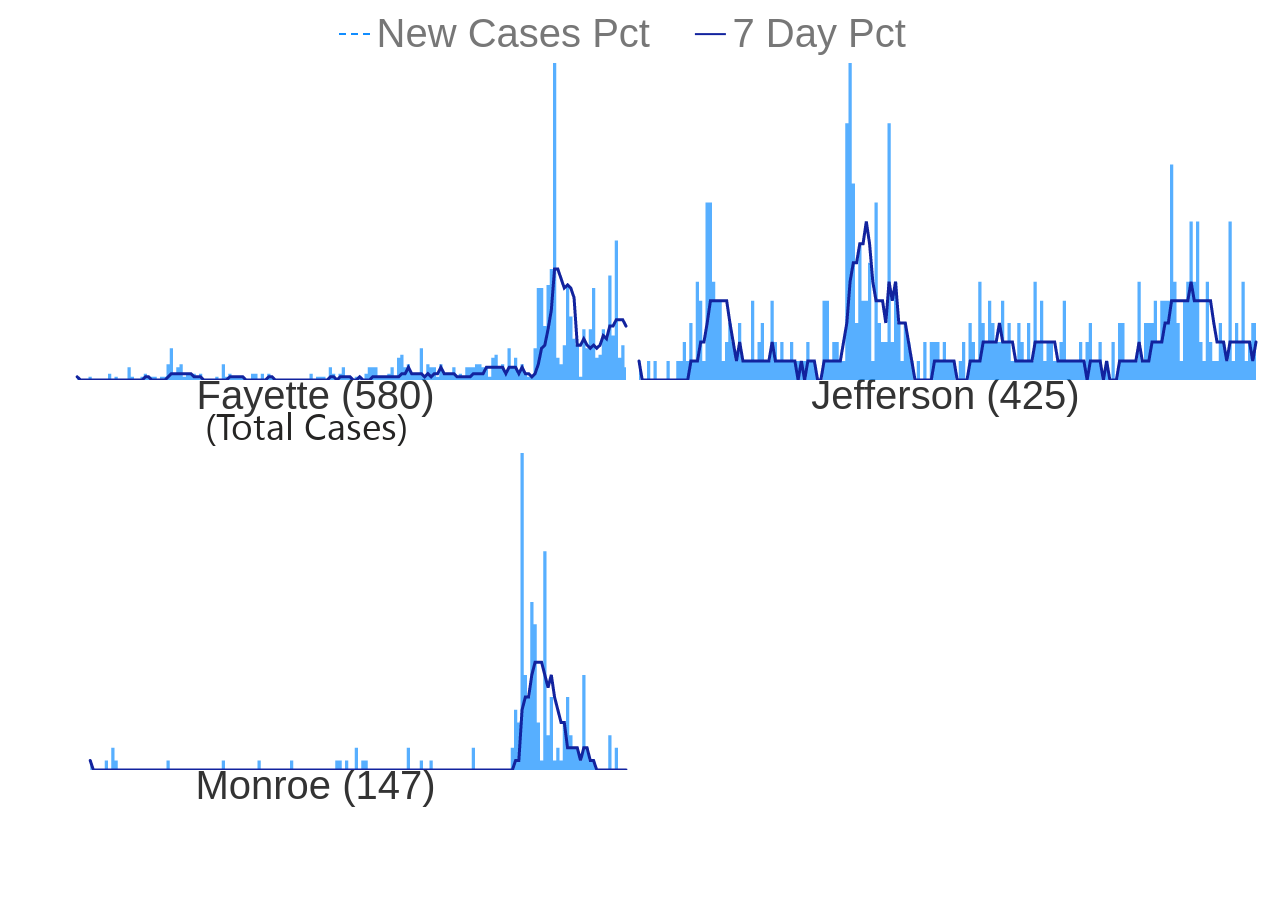 New Cases Pct 7 Day Pct
Fayette (580)
(Total Cases)
Jefferson (425)
Monroe (147)